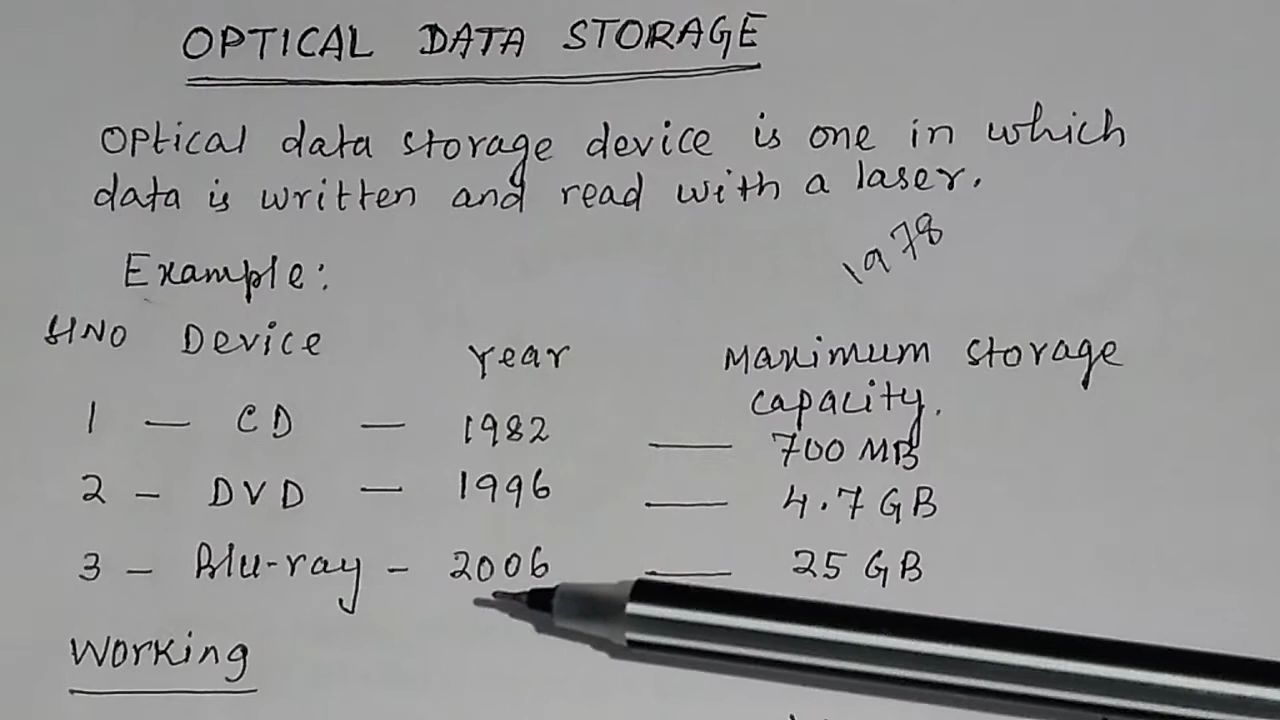 OPTICAL DATA STORAGE
Optical data storage device is one in which
data is written and read with a laser.
1978
Example:
SlNO Device Year Maximum storage
capacity.
1 — CD — 1982 — 700 MB
2 — DVD — 1996 — 4.7 GB
3 — Blu-ray - 2006 — 25 GB
Working